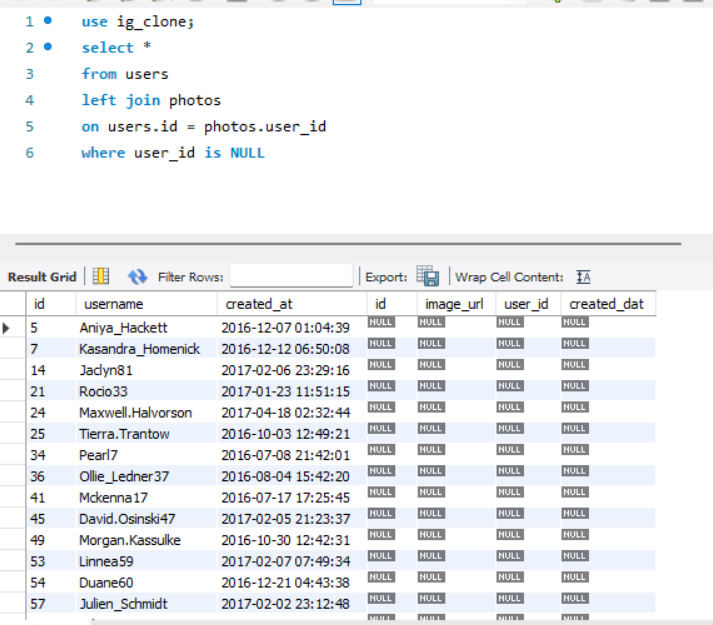 1 use ig_clone;
2 select *
3 from users
4 left join photos
5 on users.id = photos.user_id
6 where user_id is NULL
Result Grid Filter Rows: Export: Wrap Cell Content: IA
id username created_at id image_url user_id created_dat
5 Aniya_Hackett 2016-12-07 01:04:39 NULL NULL NULL NULL
7 Kasandra_Homenick 2016-12-12 06:50:08 NULL NULL NULL NULL
14 Jaclyn81 2017-02-06 23:29:16 NULL NULL NULL NULL
21 Rocio33 2017-01-23 11:51:15 NULL NULL NULL NULL
24 Maxwell.Halvorson 2017-04-18 02:32:44 NULL NULL NULL NULL
25 Tierra.Trantow 2016-10-03 12:49:21 NULL NULL NULL NULL
34 Pearl7 2016-07-08 21:42:01 NULL NULL NULL NULL
36 Ollie_Ledner37 2016-08-04 15:42:20 NULL NULL NULL NULL
41 Mckenna17 2016-07-17 17:25:45 NULL NULL NULL NULL
45 David.Osinski47 2017-02-05 21:23:37 NULL NULL NULL NULL
49 Morgan.Kassulke 2016-10-30 12:42:31 NULL NULL NULL NULL
53 Linnea59 2017-02-07 07:49:34 NULL NULL NULL NULL
54 Duane60 2016-12-21 04:43:38 NULL NULL NULL NULL
57 Julien_Schmidt 2017-02-02 23:12:48 NULL NULL NULL NULL
NULL NULL NULL NULL